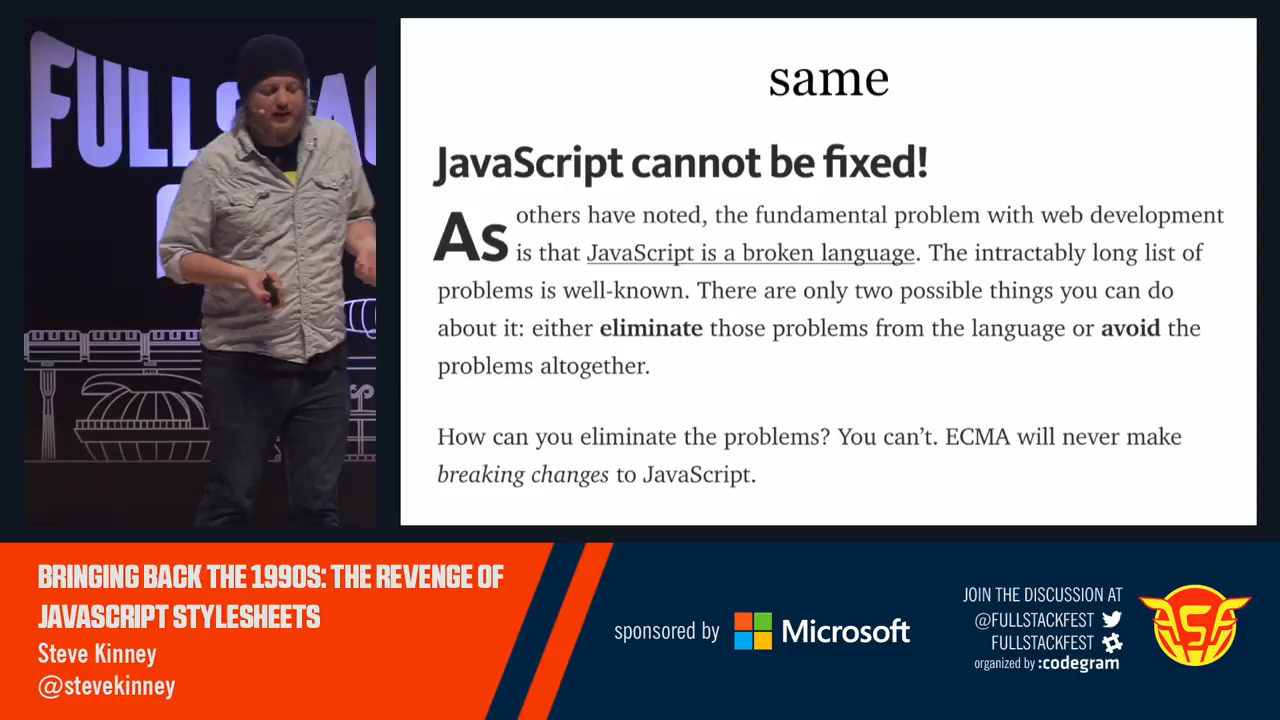 FULLSTA
same
JavaScript cannot be fixed!
As others have noted, the fundamental problem with web development
is that JavaScript is a broken language. The intractably long list of
problems is well-known. There are only two possible things you can do
about it: either eliminate those problems from the language or avoid the
problems altogether.
How can you eliminate the problems? You can’t. ECMA will never make
breaking changes to JavaScript.
BRINGING BACK THE 1990S: THE REVENGE OF
JAVASCRIPT STYLESHEETS
Steve Kinney
@stevekinney
sponsored by Microsoft
JOIN THE DISCUSSION AT
@FULLSTACKFEST
FULLSTACKFEST
organized by :codegram
FSF